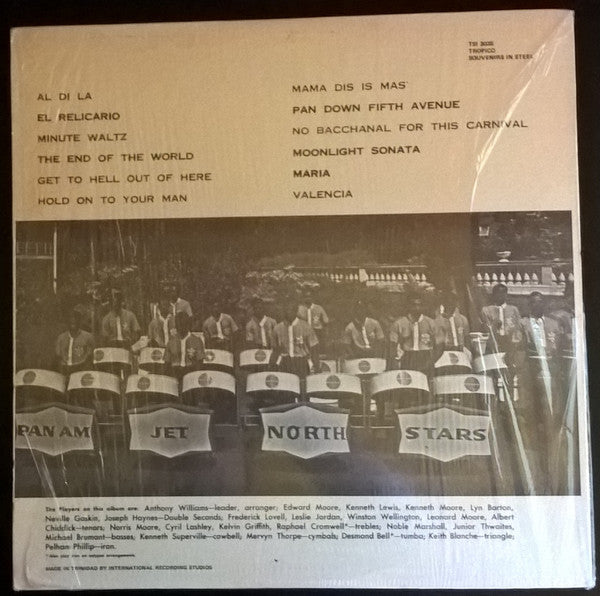 TSI 3035
TROPICO
SOUVENIRS IN STEEL
AL DI LA
EL RELICARIO
MINUTE WALTZ
THE END OF THE WORLD
GET TO HELL OUT OF HERE
HOLD ON TO YOUR MAN
MAMA DIS IS MAS'
PAN DOWN FIFTH AVENUE
NO BACCHANAL FOR THIS CARNIVAL
MOONLIGHT SONATA
MARIA
VALENCIA
PAN AM JET NORTH STARS
The Players on this album are: Anthony Williams—leader, arranger; Edward Moore, Kenneth Lewis, Kenneth Moore, Lyn Barton,
Neville Gaskin, Joseph Haynes—Double Seconds; Frederick Lovell, Leslie Jordan, Winston Wellington, Leonard Moore, Albert
Chidlick—tenors; Norris Moore, Cyril Lashley, Kelvin Griffith, Raphael Cromwell*—trebles; Noble Marshall, Junior Thwaites,
Michael Brumant—basses; Kenneth Superville—cowbell; Mervyn Thorpe—cymbals; Desmond Bell*—tumba; Keith Blanche—triangle;
Pelham Phillip—iron.
* Also play iron on calypso arrangements.
MADE IN TRINIDAD BY INTERNATIONAL RECORDING STUDIOS